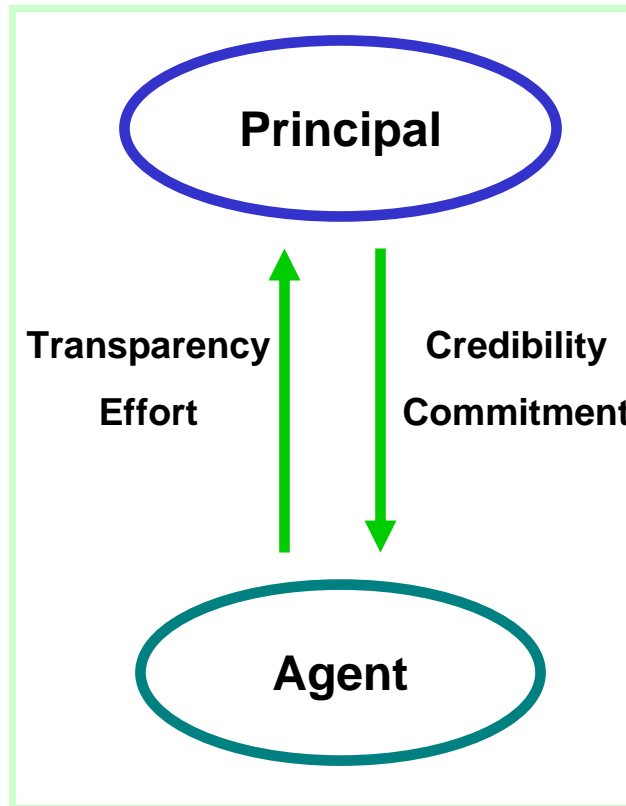 Principal
Transparency
Effort
Credibility
Commitment
Agent